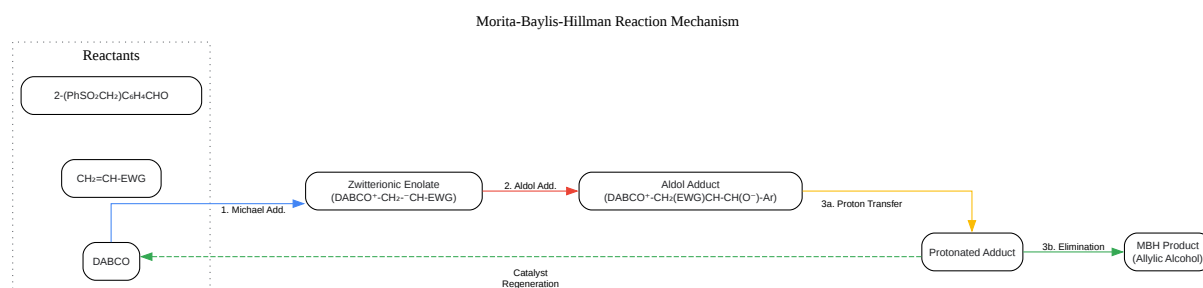 Morita-Baylis-Hillman Reaction Mechanism
Reactants
2-(PhSO₂CH₂)C₆H₄CHO
CH₂=CH-EWG
DABCO
1. Michael Add.
Zwitterionic Enolate
(DABCO⁺-CH₂-⁻CH-EWG)
2. Aldol Add.
Aldol Adduct
(DABCO⁺-CH₂(EWG)CH-CH(O⁻)-Ar)
3a. Proton Transfer
Protonated Adduct
3b. Elimination
MBH Product
(Allylic Alcohol)
Catalyst
Regeneration